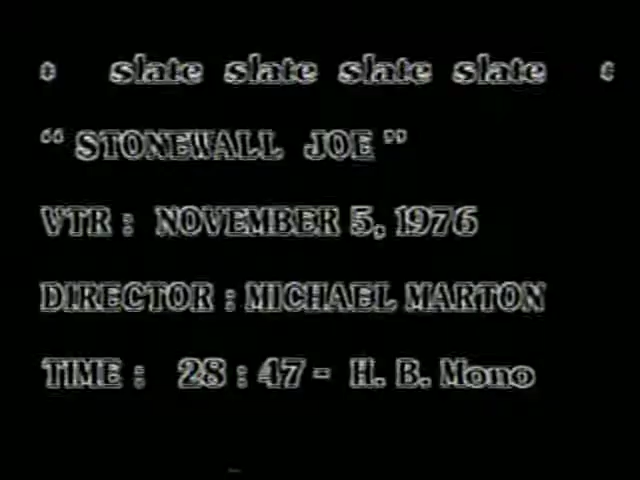 slate slate slate slate
“ STONEWALL JOE ”
VTR : NOVEMBER 5, 1976
DIRECTOR : MICHAEL MARTON
TIME : 28 : 47 - H. B. Mono